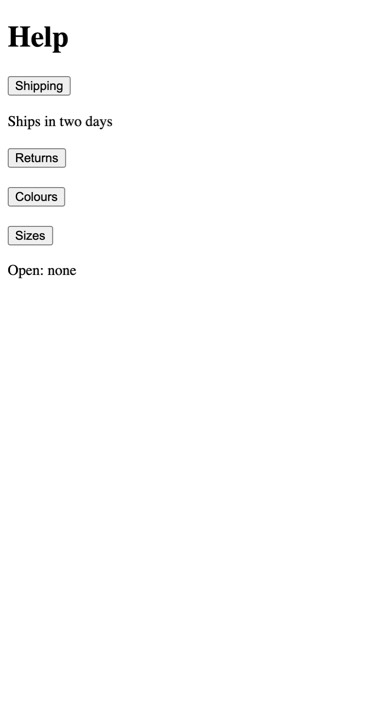 Help
Shipping
Ships in two days
Returns
Colours
Sizes
Open: none